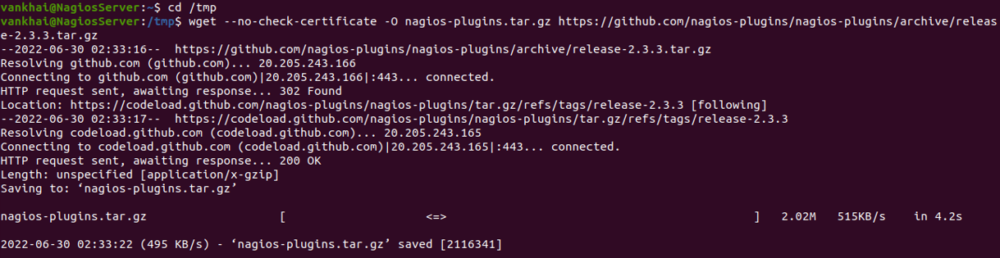 vankhai@NagiosServer:~$ cd /tmp
vankhai@NagiosServer:/tmp$ wget --no-check-certificate -O nagios-plugins.tar.gz https://github.com/nagios-plugins/nagios-plugins/archive/releas
e-2.3.3.tar.gz
--2022-06-30 02:33:16--  https://github.com/nagios-plugins/nagios-plugins/archive/release-2.3.3.tar.gz
Resolving github.com (github.com)... 20.205.243.166
Connecting to github.com (github.com)|20.205.243.166|:443... connected.
HTTP request sent, awaiting response... 302 Found
Location: https://codeload.github.com/nagios-plugins/nagios-plugins/tar.gz/refs/tags/release-2.3.3 [following]
--2022-06-30 02:33:17--  https://codeload.github.com/nagios-plugins/nagios-plugins/tar.gz/refs/tags/release-2.3.3
Resolving codeload.github.com (codeload.github.com)... 20.205.243.165
Connecting to codeload.github.com (codeload.github.com)|20.205.243.165|:443... connected.
HTTP request sent, awaiting response... 200 OK
Length: unspecified [application/x-gzip]
Saving to: ‘nagios-plugins.tar.gz’
nagios-plugins.tar.gz                   [                    <=>                                            ]   2.02M   515KB/s    in 4.2s
2022-06-30 02:33:22 (495 KB/s) - ‘nagios-plugins.tar.gz’ saved [2116341]